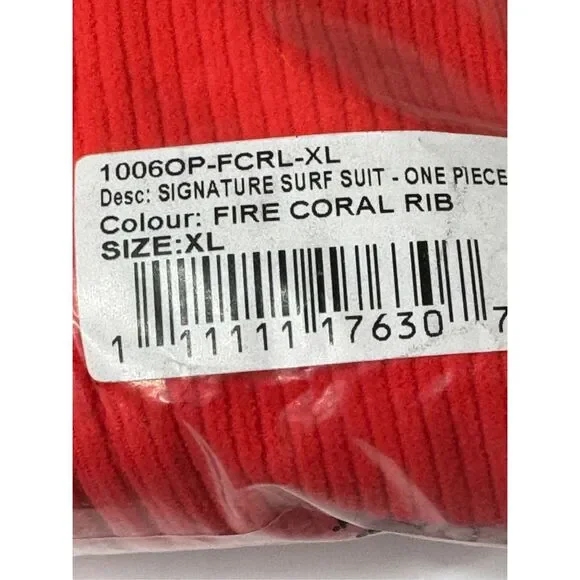 1006OP-FCRL-XL
Desc: SIGNATURE SURF SUIT - ONE PIECE
Colour: FIRE CORAL RIB
SIZE:XL
1 11111 17630 7